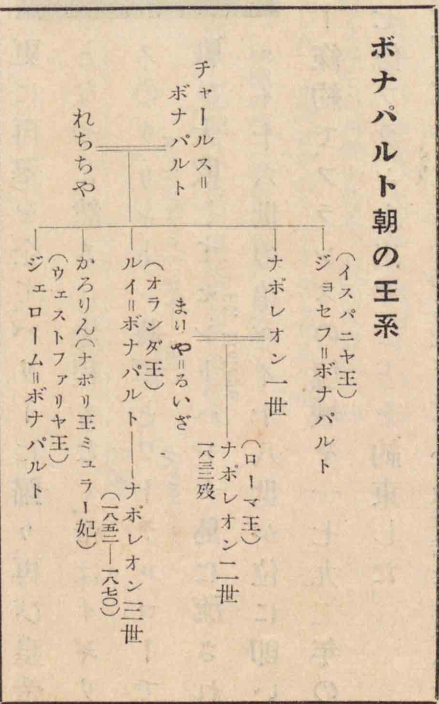 ボナパルト朝の王系
チャールス＝
ボナパルト
れちちや
（イスパニヤ王）
ジョセフ＝ボナパルト
ナポレオン一世
まりや＝るいざ
（ローマ王）
ナポレオン二世
一八三二歿
（オランダ王）
ルイ＝ボナパルト
ナポレオン三世
（一八五二―一八七〇）
かろりん（ナポリ王ミュラー妃）
（ウェストファリヤ王）
ジェローム＝ボナパルト